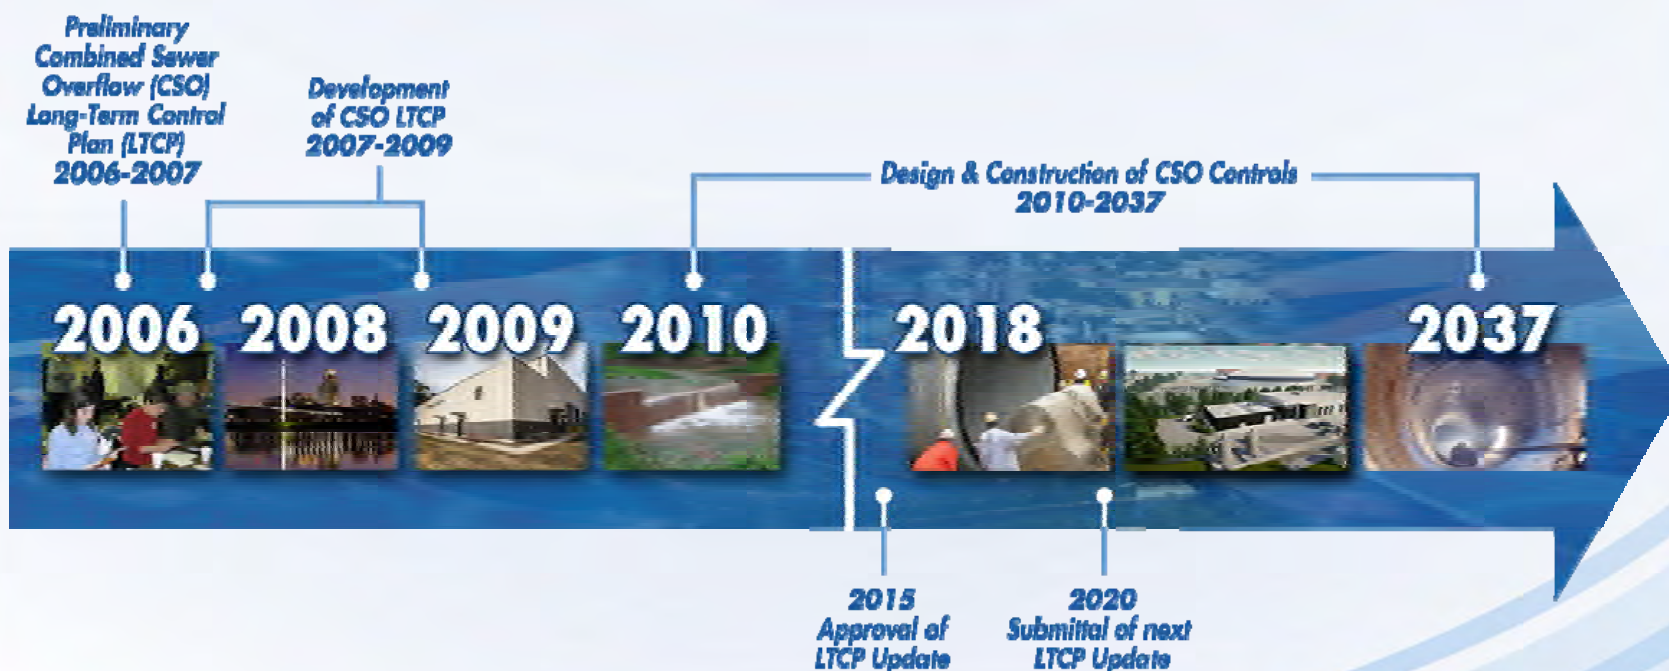 Preliminary
Combined Sewer
Overflow (CSO)
Long-Term Control
Plan (LTCP)
2006-2007
Development
of CSO LTCP
2007-2009
Design & Construction of CSO Controls
2010-2037
2006
2008
2009
2010
2018
2037
2015
Approval of
LTCP Update
2020
Submittal of next
LTCP Update